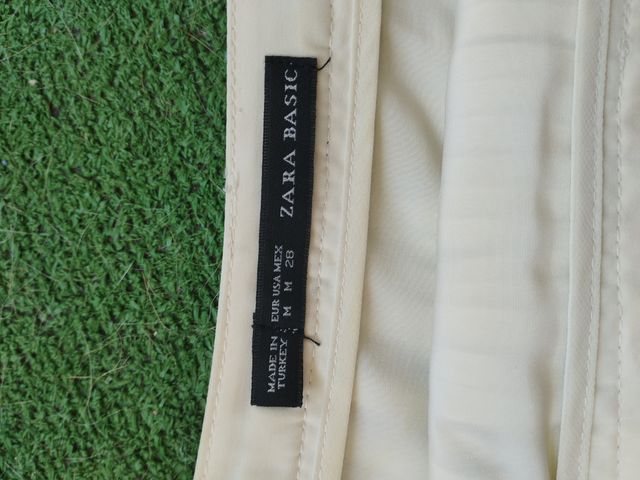 ZARA BASIC
EUR USA MEX
M M 28
MADE IN
TURKEY